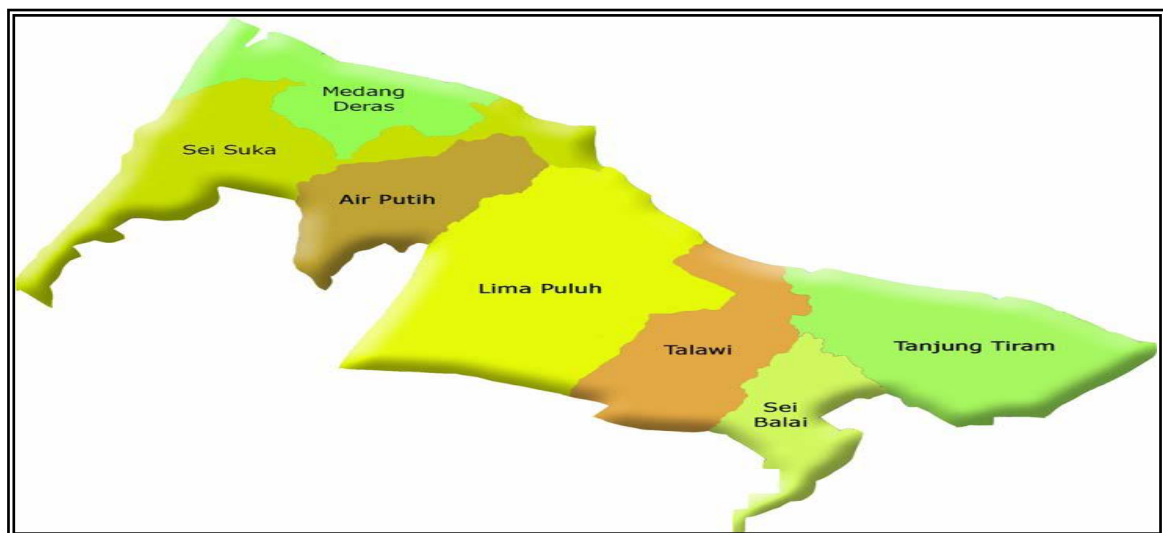 Medang
Deras
Sei Suka
Air Putih
Lima Puluh
Talawi
Tanjung Tiram
Sei
Balai